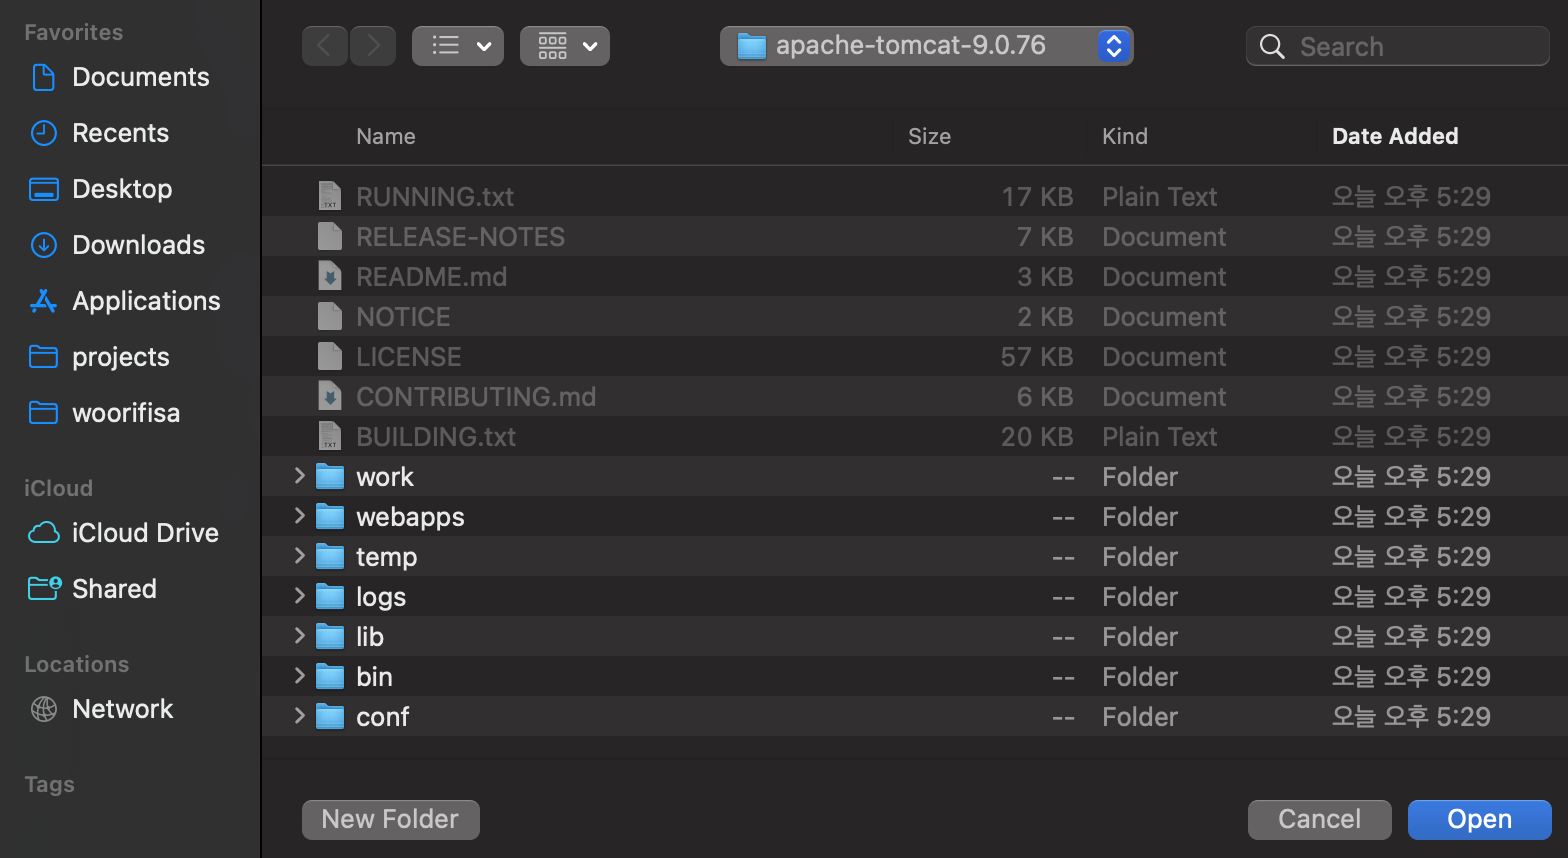 Favorites
Documents
Recents
Desktop
Downloads
Applications
projects
woorifisa
iCloud
iCloud Drive
Shared
Locations
Network
Tags
apache-tomcat-9.0.76
Search
Name Size Kind Date Added
RUNNING.txt 17 KB Plain Text 오늘 오후 5:29
RELEASE-NOTES 7 KB Document 오늘 오후 5:29
README.md 3 KB Document 오늘 오후 5:29
NOTICE 2 KB Document 오늘 오후 5:29
LICENSE 57 KB Document 오늘 오후 5:29
CONTRIBUTING.md 6 KB Document 오늘 오후 5:29
BUILDING.txt 20 KB Plain Text 오늘 오후 5:29
work -- Folder 오늘 오후 5:29
webapps -- Folder 오늘 오후 5:29
temp -- Folder 오늘 오후 5:29
logs -- Folder 오늘 오후 5:29
lib -- Folder 오늘 오후 5:29
bin -- Folder 오늘 오후 5:29
conf -- Folder 오늘 오후 5:29
New Folder Cancel Open